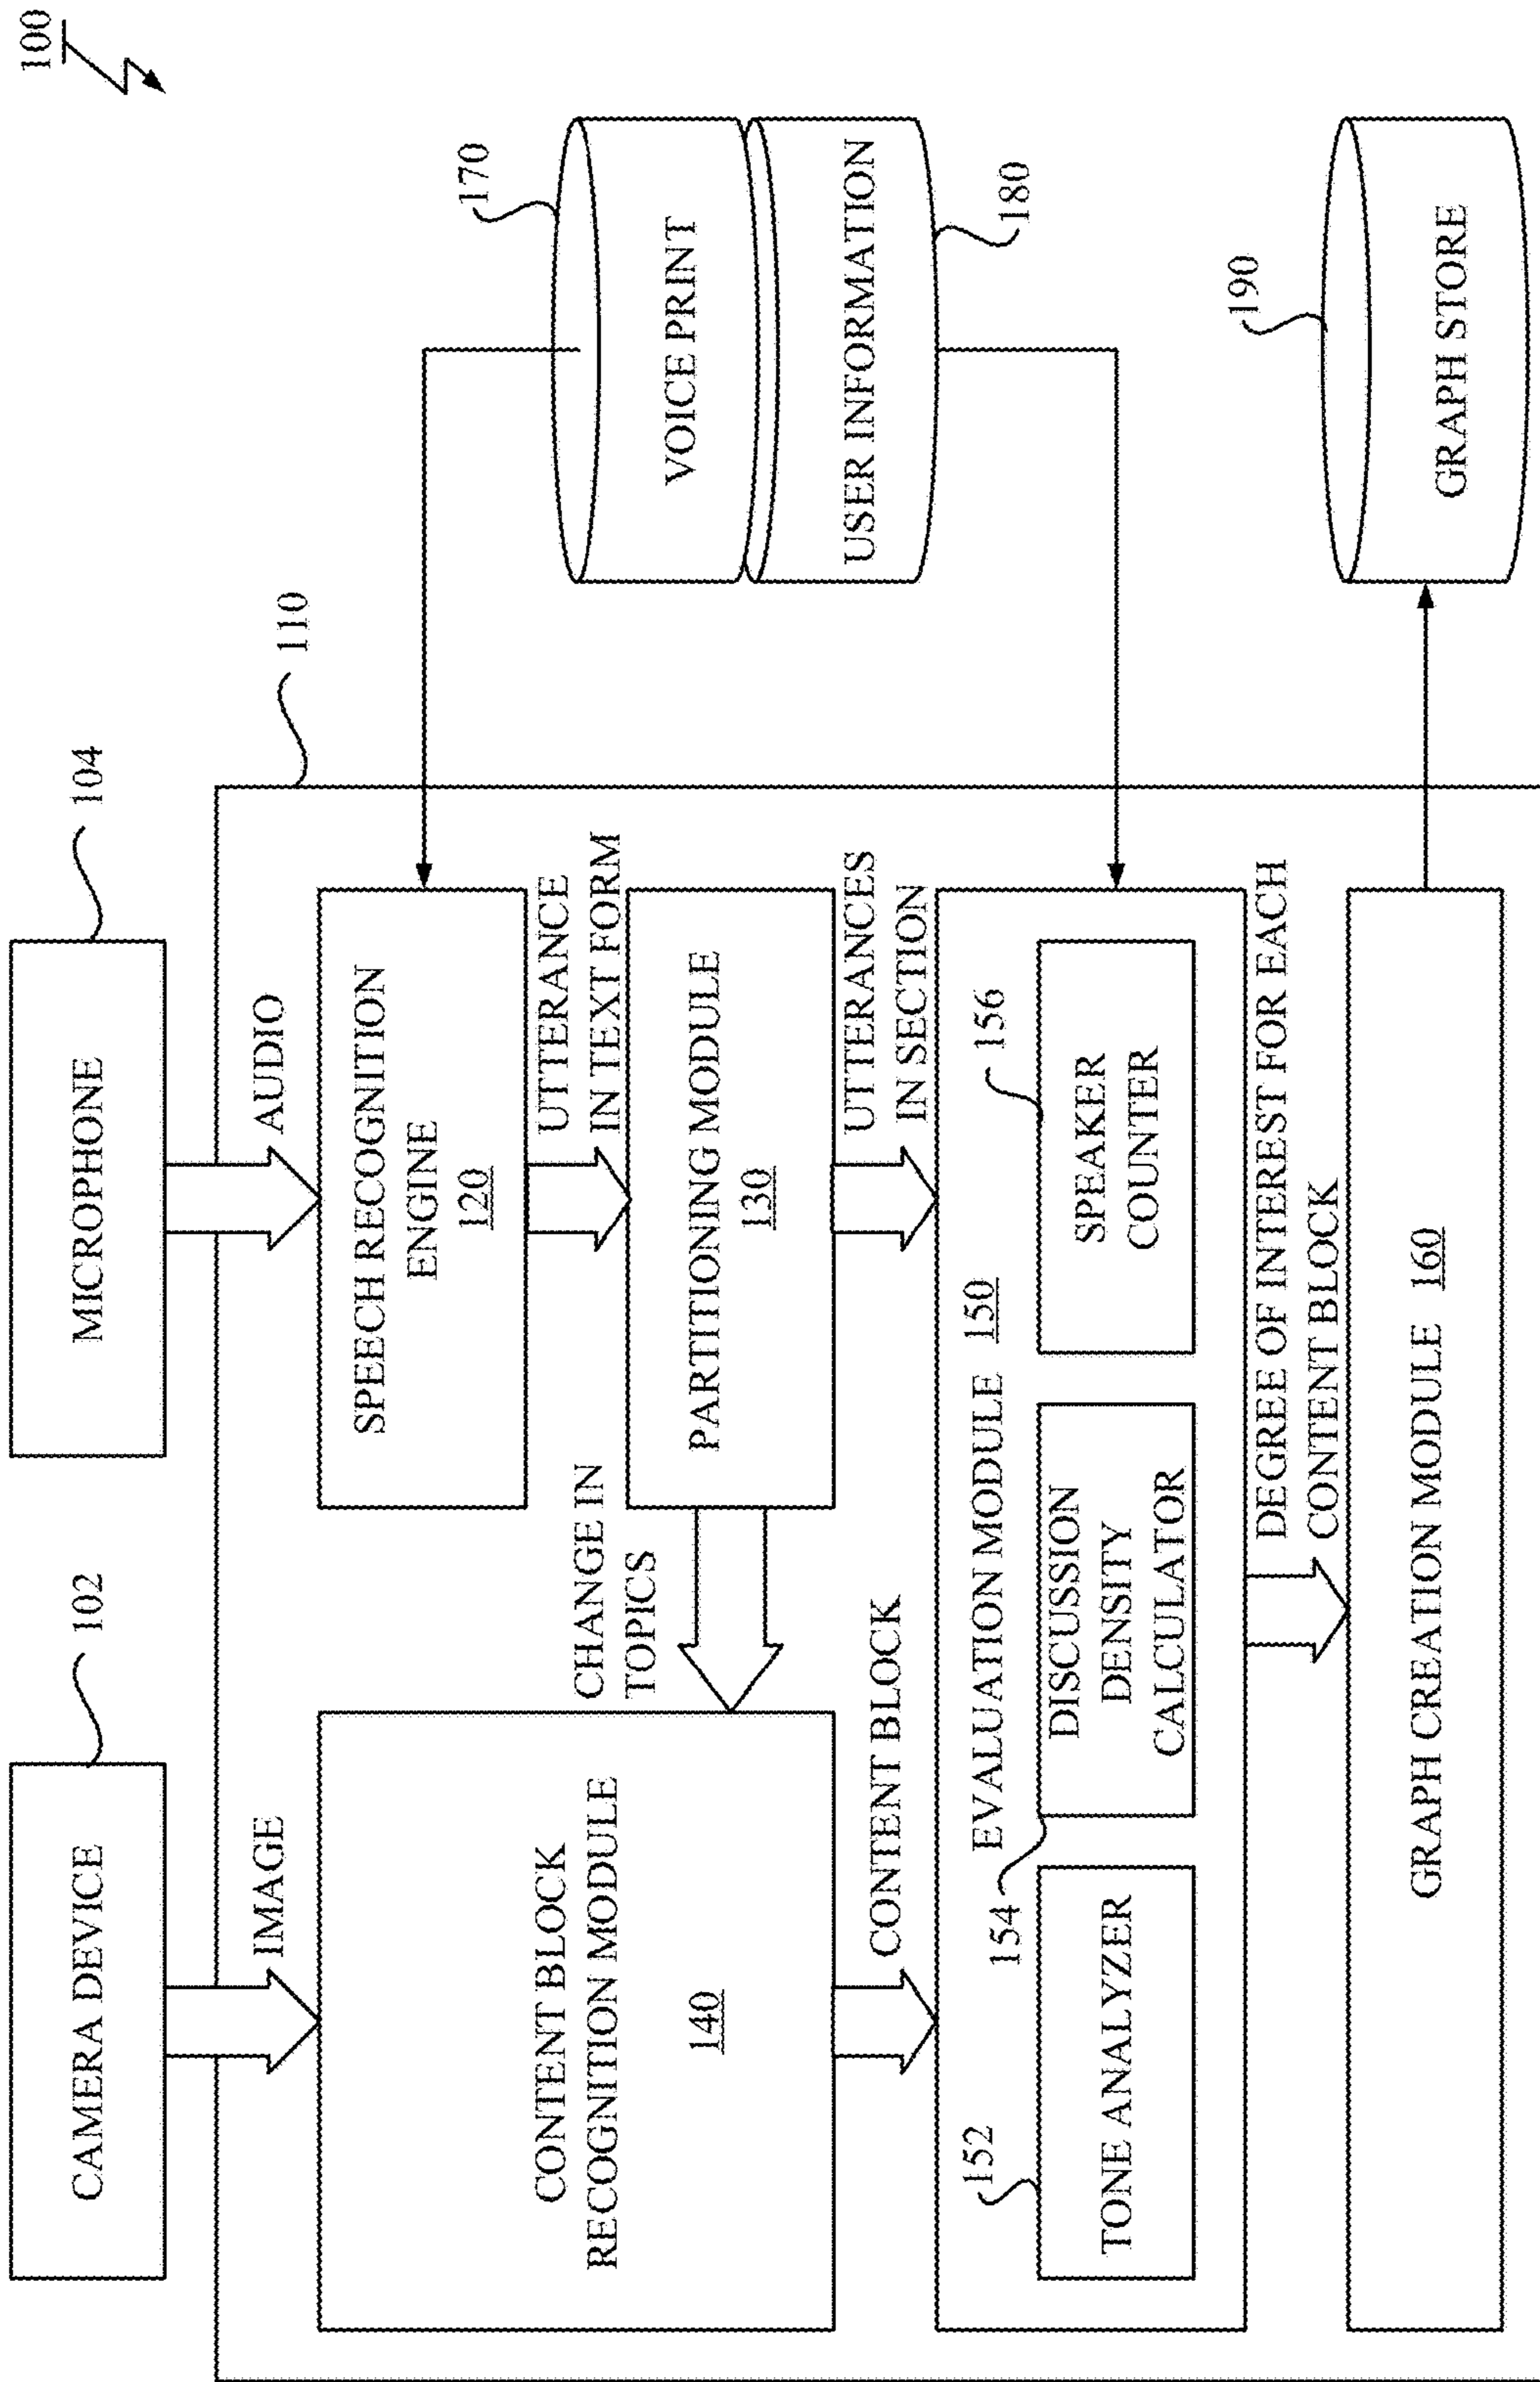 100
CAMERA DEVICE
102
MICROPHONE
104
IMAGE
AUDIO
110
CONTENT BLOCK
RECOGNITION MODULE
140
CHANGE IN
TOPICS
SPEECH RECOGNITION
ENGINE
120
UTTERANCE
IN TEXT FORM
PARTITIONING MODULE
130
170
VOICE PRINT
USER INFORMATION
180
CONTENT BLOCK
UTTERANCES
IN SECTION
EVALUATION MODULE 150
152
TONE ANALYZER
154
DISCUSSION
DENSITY
CALCULATOR
156
SPEAKER
COUNTER
DEGREE OF INTEREST FOR EACH
CONTENT BLOCK
GRAPH CREATION MODULE 160
190
GRAPH STORE